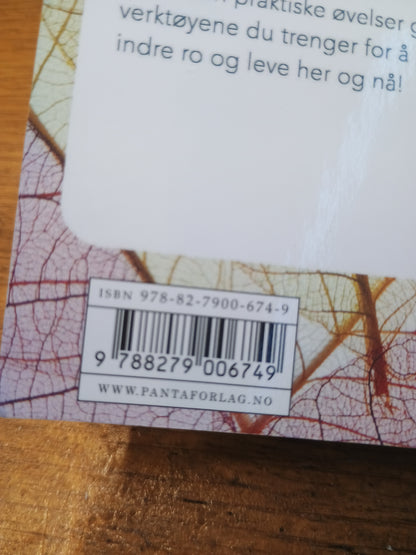 praktiske øvelser
verktøyene du trenger for å
indre ro og leve her og nå!
ISBN 978-82-7900-674-9
9 788279 006749
WWW.PANTAFORLAG.NO